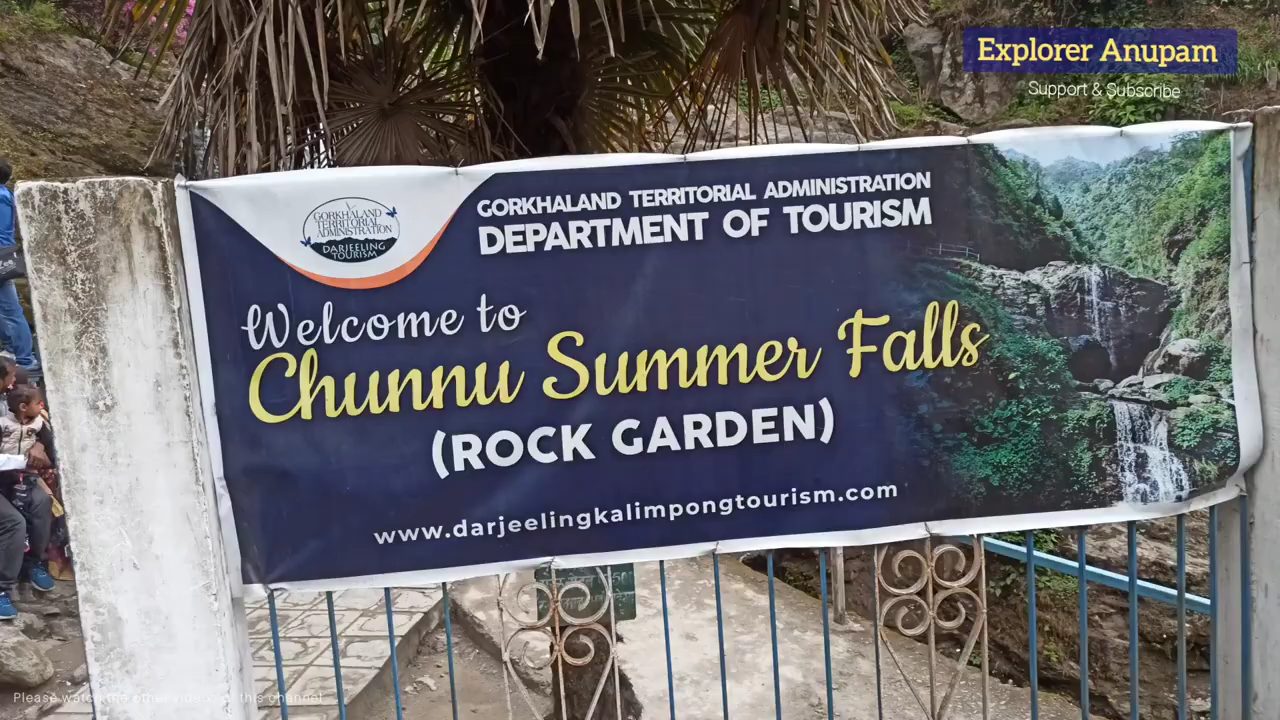 Explorer Anupam
Support & Subscribe
GORKHALAND TERRITORIAL ADMINISTRATION
DEPARTMENT OF TOURISM
GORKHALAND
TERRITORIAL
ADMINISTRATION
DARJEELING
TOURISM
Welcome to
Chunnu Summer Falls
(ROCK GARDEN)
www.darjeelingkalimpongtourism.com
Please watch the other videos of this channel